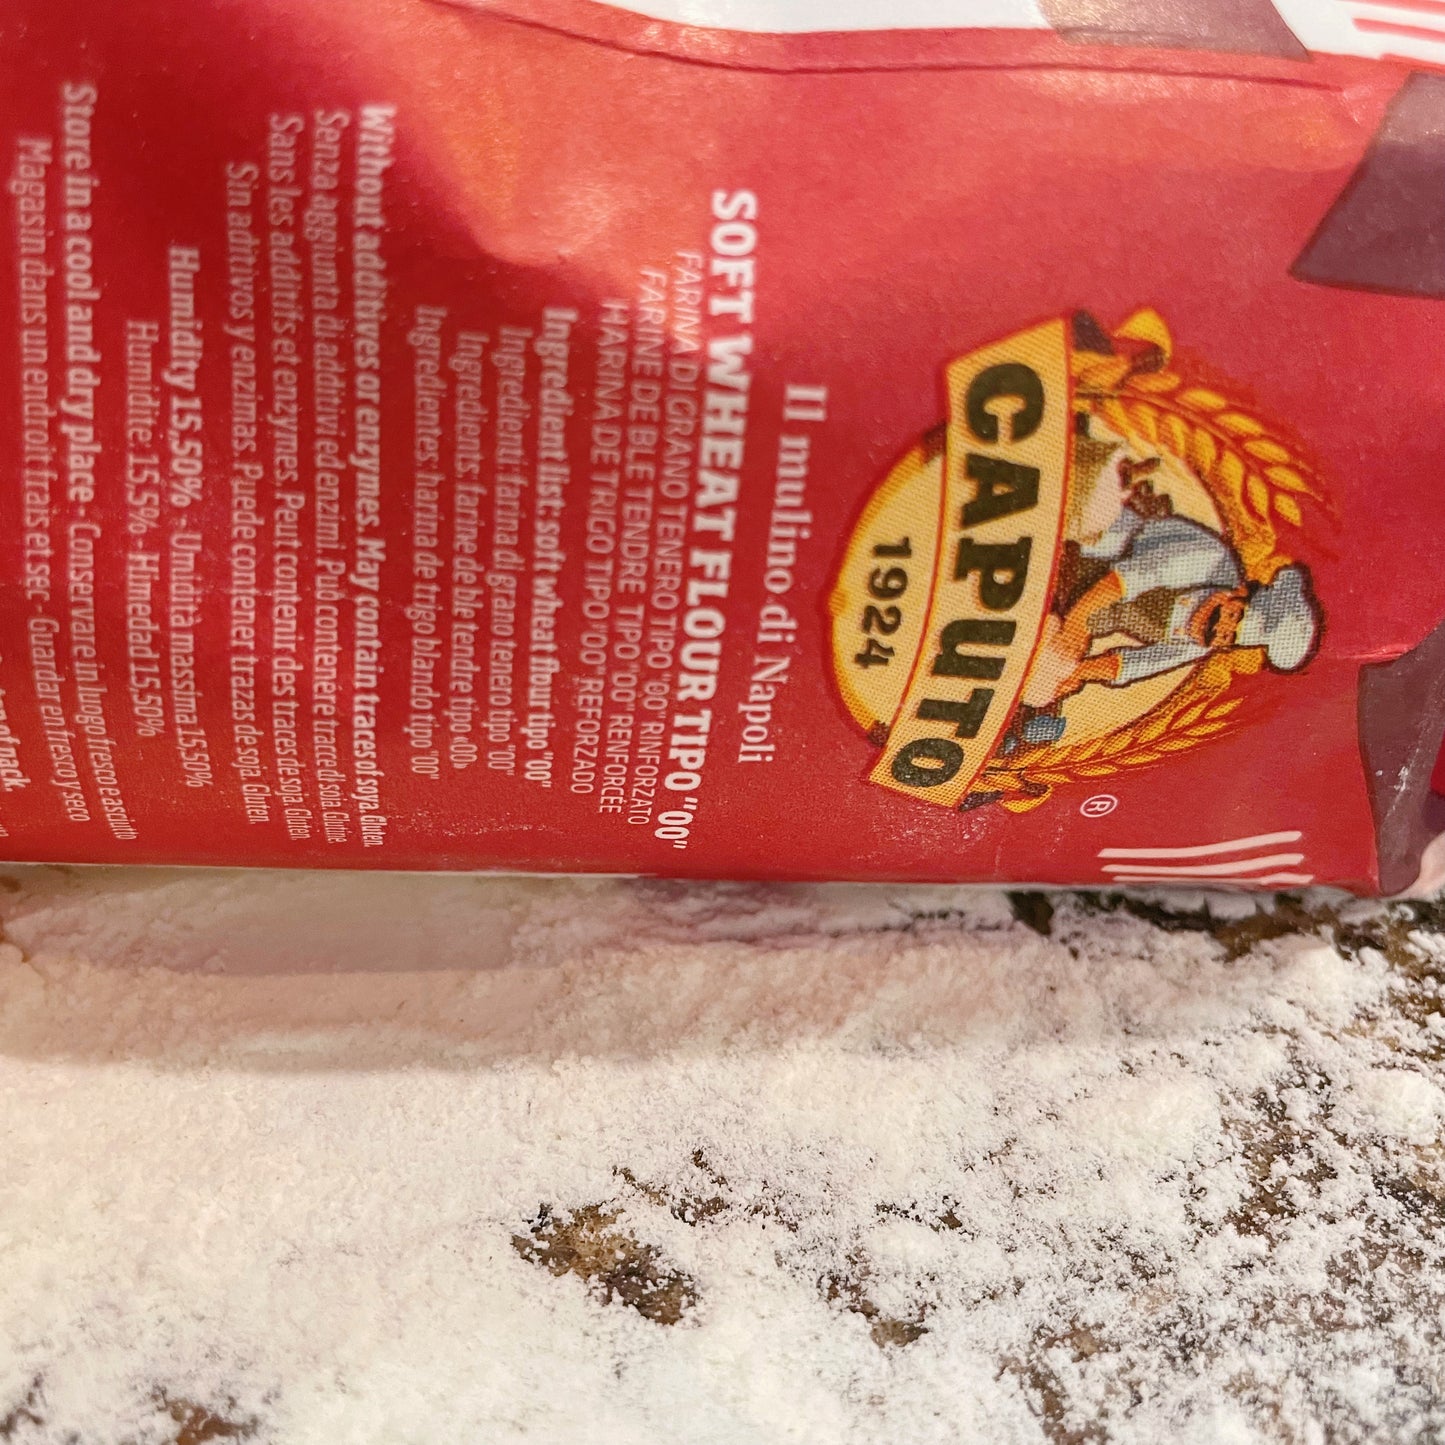 CAPUTO
1924
®
Il mulino di Napoli
SOFT WHEAT FLOUR TIPO "00"
FARINA DI GRANO TENERO TIPO "00" RINFORZATO
FARINE DE BLE TENDRE TIPO "00" RENFORCÉE
HARINA DE TRIGO TIPO "00" REFORZADO
Ingredient list: soft wheat flour tipo "00"
Ingredienti: farina di grano tenero tipo "00"
Ingredients: farine de ble tendre tipo "00"
Ingredientes: harina de trigo blando tipo "00"
Without additives or enzymes. May contain traces of soya. Gluten.
Senza aggiunta di additivi ed enzimi. Può contenere tracce di soia. Glutine.
Sans les additifs et enzymes. Peut contenir des traces de soja. Gluten
Sin aditivos y enzimas. Puede contener trazas de soja. Gluten
Humidity 15,50% - Umidità massima 15,50%
Humidite: 15,5% - Humedad 15,50%
Store in a cool and dry place - Conservare in luogo fresco e asciutto
Magasin dans un endroit frais et sec - Guardar en fresco y seco
of pack.